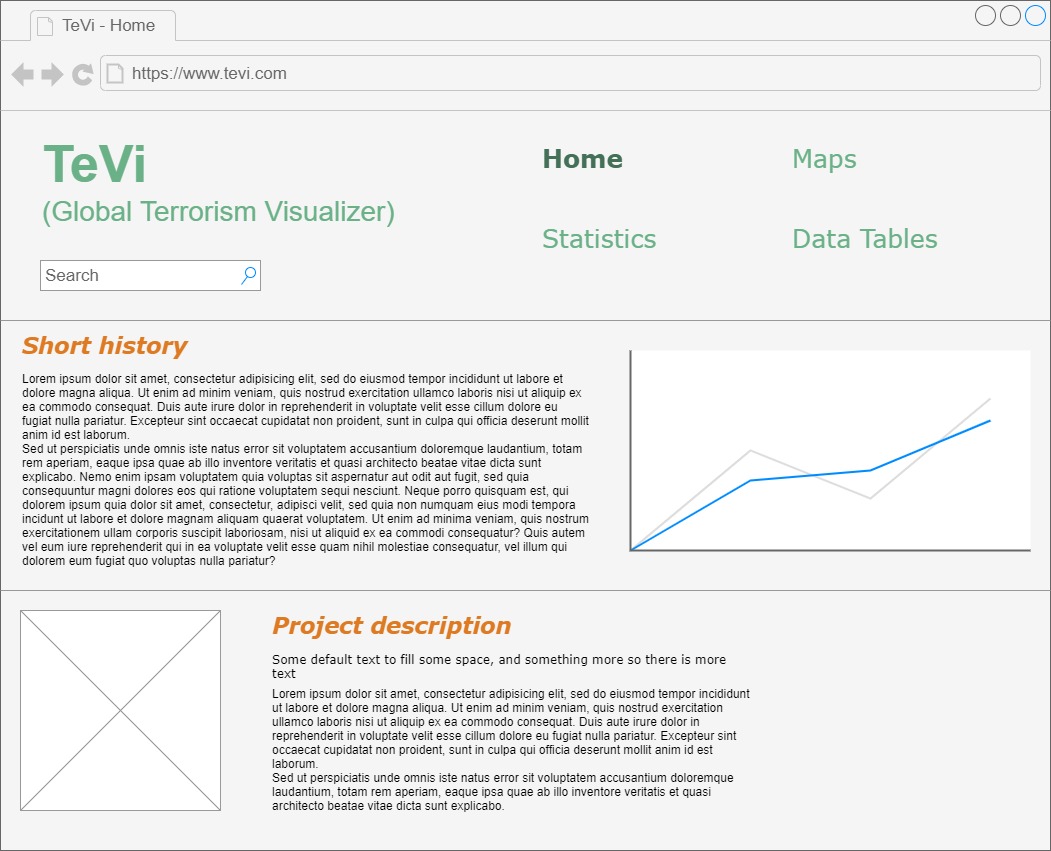 TeVi - Home
https://www.tevi.com
TeVi
(Global Terrorism Visualizer)
Home
Maps
Statistics
Data Tables
Search
Short history
Lorem ipsum dolor sit amet, consectetur adipisicing elit, sed do eiusmod tempor incididunt ut labore et
dolore magna aliqua. Ut enim ad minim veniam, quis nostrud exercitation ullamco laboris nisi ut aliquip ex
ea commodo consequat. Duis aute irure dolor in reprehenderit in voluptate velit esse cillum dolore eu
fugiat nulla pariatur. Excepteur sint occaecat cupidatat non proident, sunt in culpa qui officia deserunt mollit
anim id est laborum.
Sed ut perspiciatis unde omnis iste natus error sit voluptatem accusantium doloremque laudantium, totam
rem aperiam, eaque ipsa quae ab illo inventore veritatis et quasi architecto beatae vitae dicta sunt
explicabo. Nemo enim ipsam voluptatem quia voluptas sit aspernatur aut odit aut fugit, sed quia
consequuntur magni dolores eos qui ratione voluptatem sequi nesciunt. Neque porro quisquam est, qui
dolorem ipsum quia dolor sit amet, consectetur, adipisci velit, sed quia non numquam eius modi tempora
incidunt ut labore et dolore magnam aliquam quaerat voluptatem. Ut enim ad minima veniam, quis nostrum
exercitationem ullam corporis suscipit laboriosam, nisi ut aliquid ex ea commodi consequatur? Quis autem
vel eum iure reprehenderit qui in ea voluptate velit esse quam nihil molestiae consequatur, vel illum qui
dolorem eum fugiat quo voluptas nulla pariatur?
Project description
Some default text to fill some space, and something more so there is more
text
Lorem ipsum dolor sit amet, consectetur adipisicing elit, sed do eiusmod tempor incididunt
ut labore et dolore magna aliqua. Ut enim ad minim veniam, quis nostrud exercitation
ullamco laboris nisi ut aliquip ex ea commodo consequat. Duis aute irure dolor in
reprehenderit in voluptate velit esse cillum dolore eu fugiat nulla pariatur. Excepteur sint
occaecat cupidatat non proident, sunt in culpa qui officia deserunt mollit anim id est
laborum.
Sed ut perspiciatis unde omnis iste natus error sit voluptatem accusantium doloremque
laudantium, totam rem aperiam, eaque ipsa quae ab illo inventore veritatis et quasi
architecto beatae vitae dicta sunt explicabo.